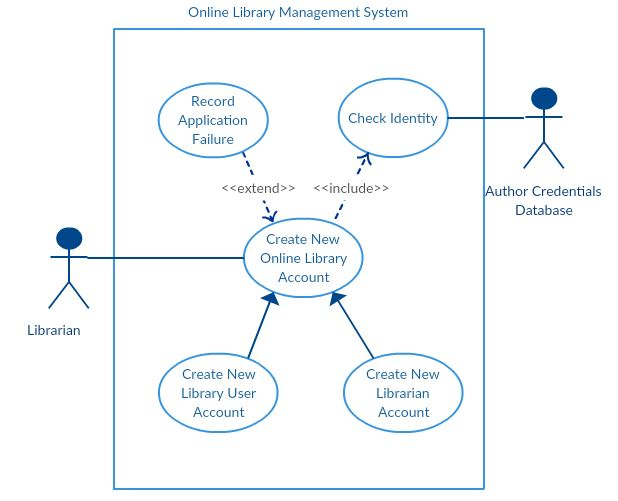 Online Library Management System
Record
Application
Failure
Check Identity
Author Credentials
Database
<<extend>>
<<include>>
Create New
Online Library
Account
Librarian
Create New
Library User
Account
Create New
Librarian
Account